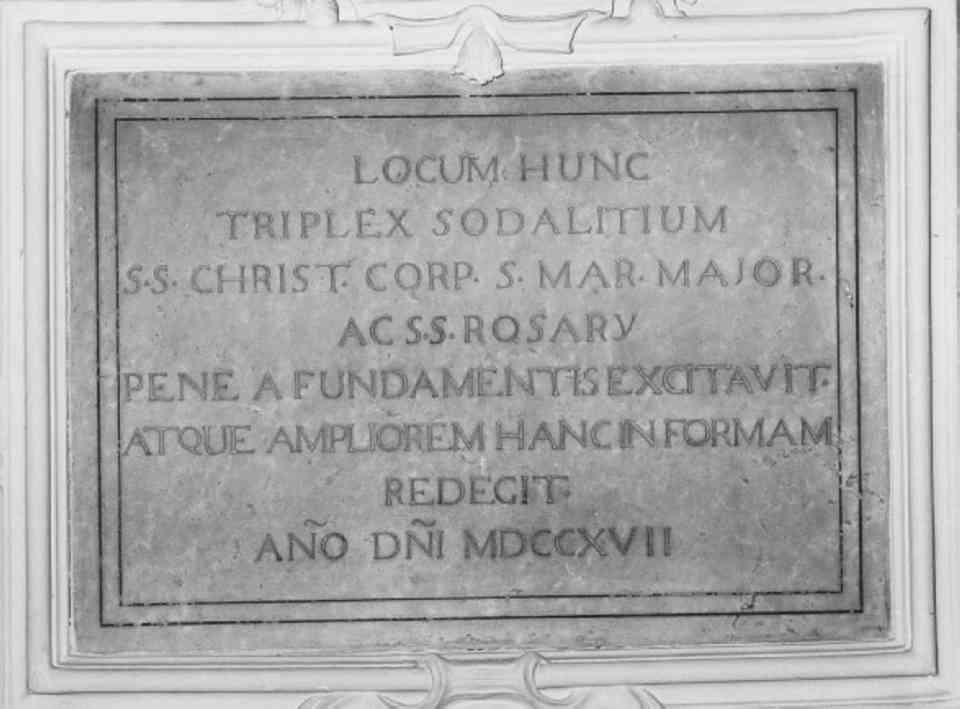 LOCUM HUNC
TRIPLEX SODALITIUM
S.S. CHRIST. CORP. S. MAR. MAJOR.
AC S.S. ROSARY
PENE A FUNDAMENTIS EXCITAVIT.
ATQUE AMPLIOREM HANC IN FORMAM
REDEGIT.
AÑO DÑI MDCCXVII